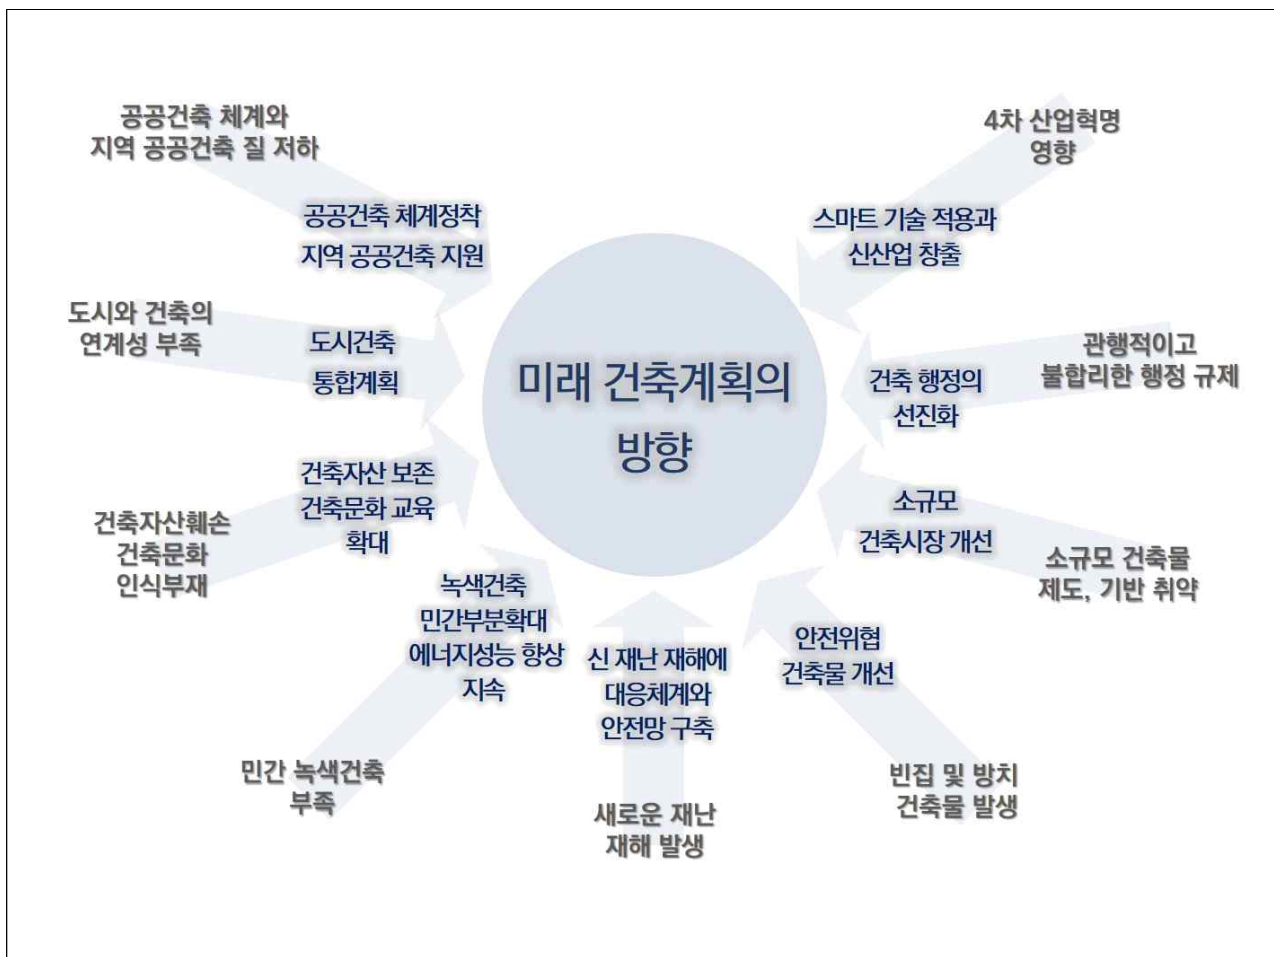 공공건축 체계와
지역 공공건축 질 저하
공공건축 체계정착
지역 공공건축 지원
도시와 건축의
연계성 부족
도시건축
통합계획
건축자산훼손
건축문화
인식부재
건축자산 보존
건축문화 교육
확대
민간 녹색건축
부족
녹색건축
민간부분확대
에너지성능 향상
지속
새로운 재난
재해 발생
신 재난 재해에
대응체계와
안전망 구축
미래 건축계획의
방향
4차 산업혁명
영향
스마트 기술 적용과
신산업 창출
관행적이고
불합리한 행정 규제
건축 행정의
선진화
소규모 건축물
제도, 기반 취약
소규모
건축시장 개선
빈집 및 방치
건축물 발생
안전위협
건축물 개선